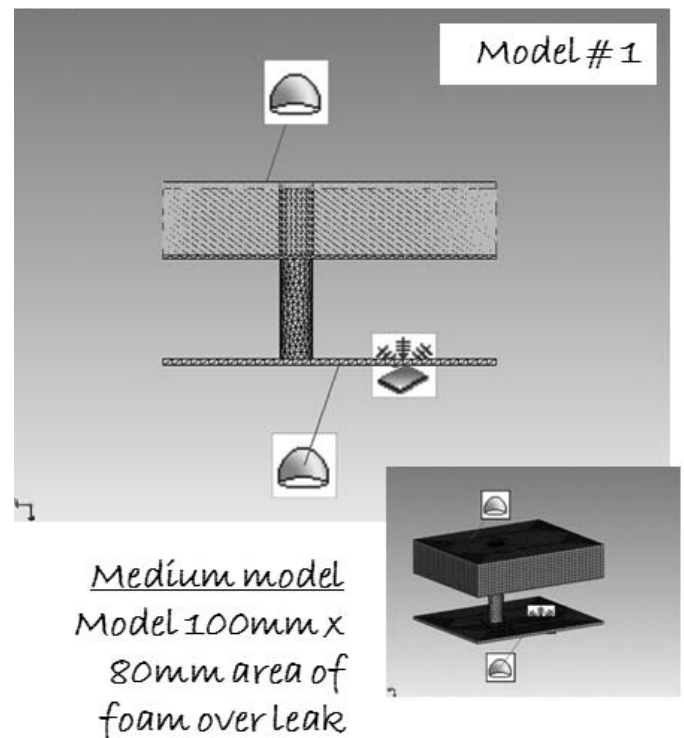 Model # 1
Medium model
Model 100mm x
80mm area of
foam over leak